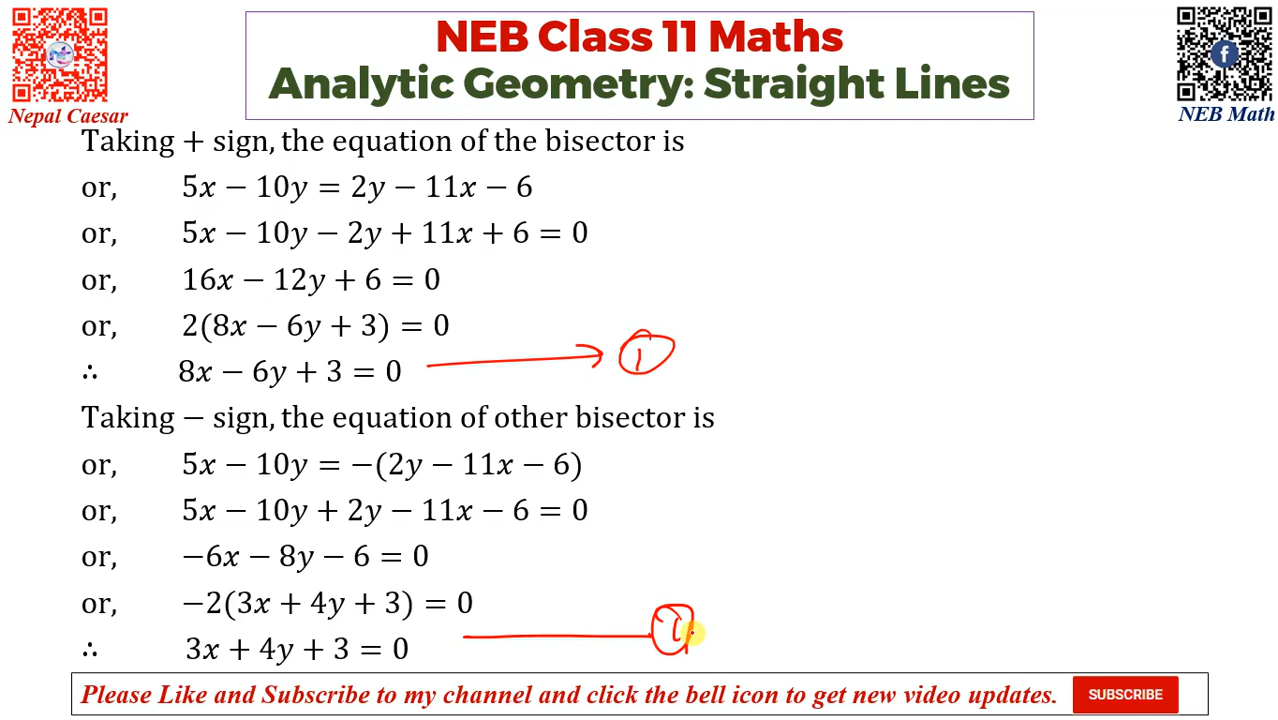 NEB Class 11 Maths
Analytic Geometry: Straight Lines
Nepal Caesar
f
NEB Math
Taking + sign, the equation of the bisector is
or, 5x − 10y = 2y − 11x − 6
or, 5x − 10y − 2y + 11x + 6 = 0
or, 16x − 12y + 6 = 0
or, 2(8x − 6y + 3) = 0
∴ 8x − 6y + 3 = 0 → i
Taking − sign, the equation of other bisector is
or, 5x − 10y = −(2y − 11x − 6)
or, 5x − 10y + 2y − 11x − 6 = 0
or, −6x − 8y − 6 = 0
or, −2(3x + 4y + 3) = 0
∴ 3x + 4y + 3 = 0
Please Like and Subscribe to my channel and click the bell icon to get new video updates.
SUBSCRIBE